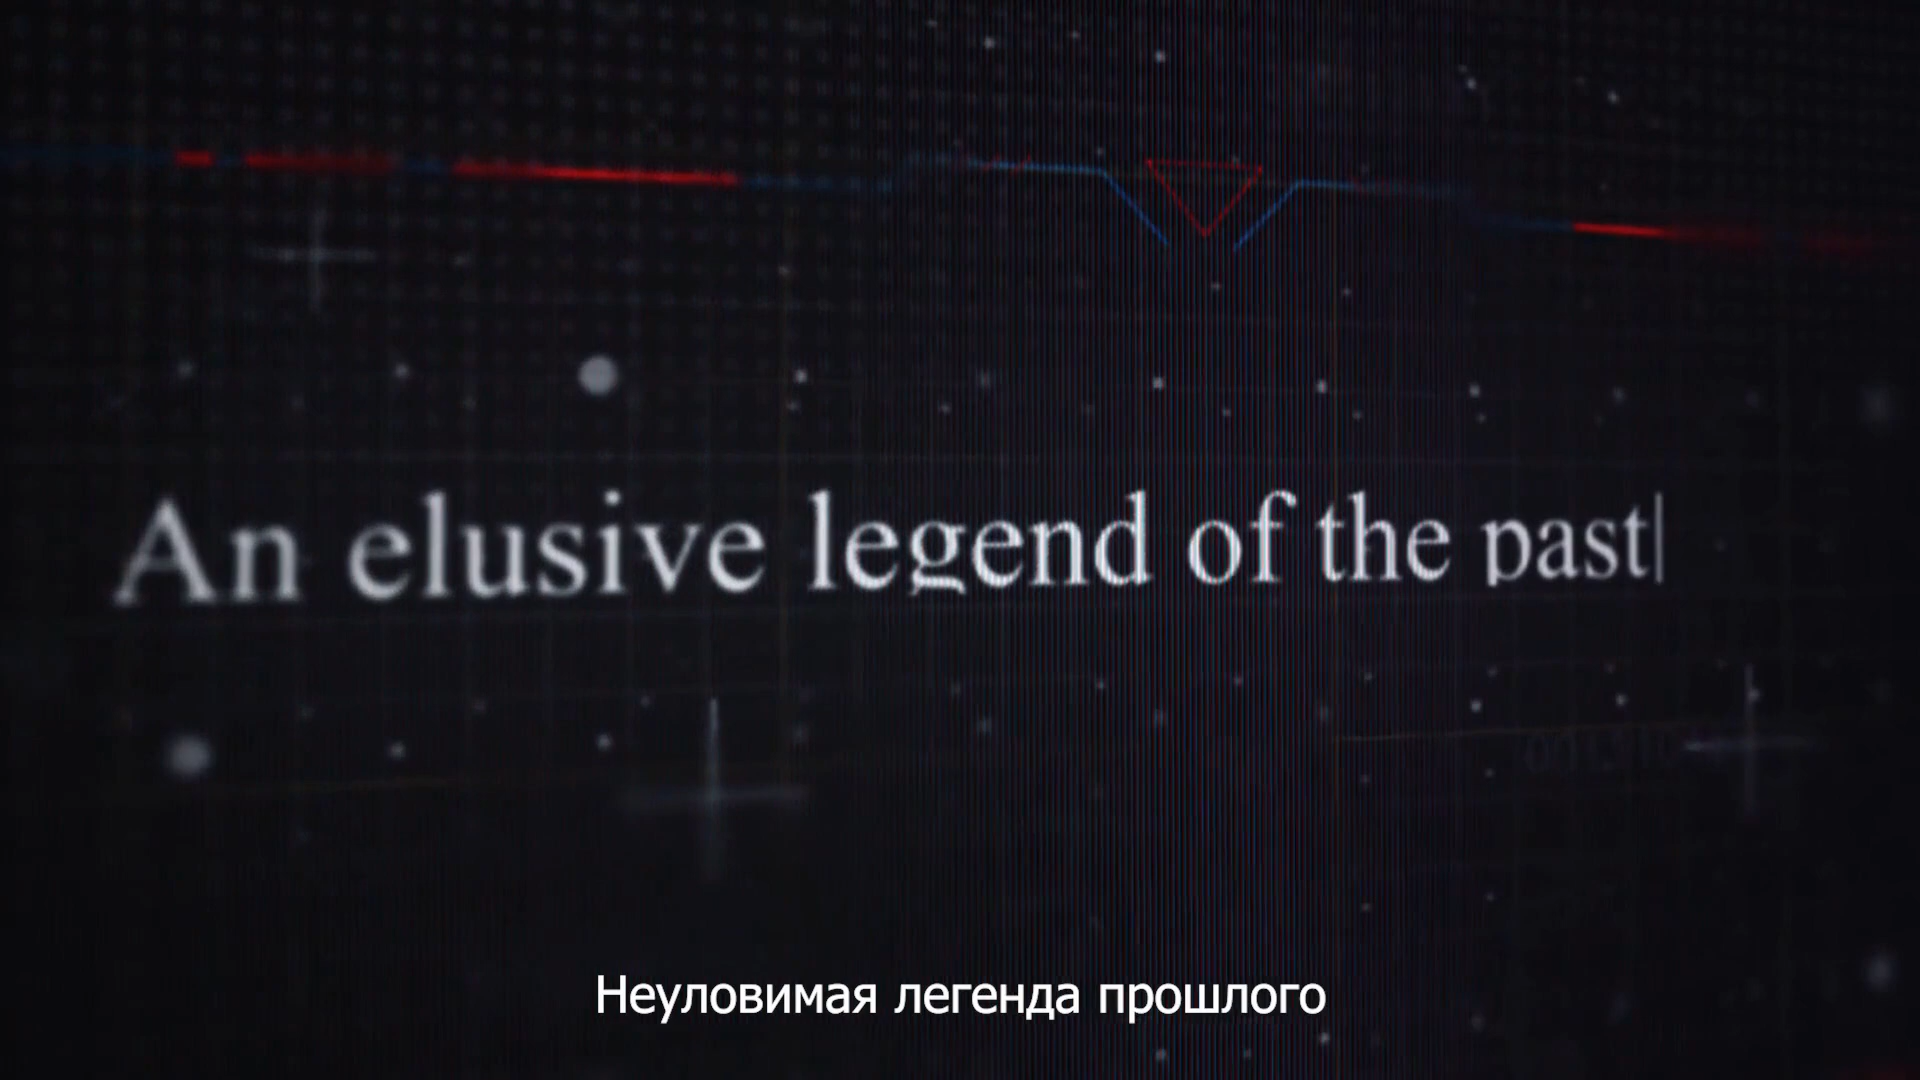 An elusive legend of the past
Неуловимая легенда прошлого